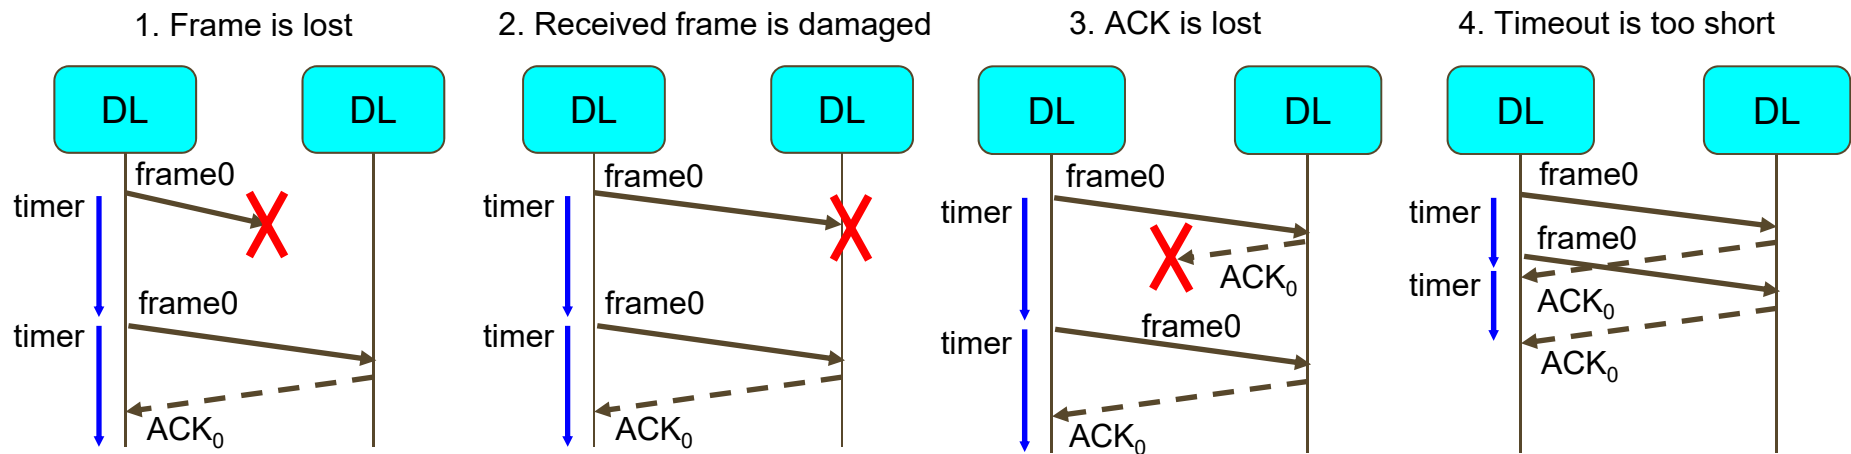 1. Frame is lost
DL
DL
frame0
timer
frame0
timer
ACK₀
2. Received frame is damaged
DL
DL
frame0
timer
frame0
timer
ACK₀
3. ACK is lost
DL
DL
frame0
timer
ACK₀
frame0
timer
ACK₀
4. Timeout is too short
DL
DL
frame0
timer
frame0
timer
ACK₀
ACK₀